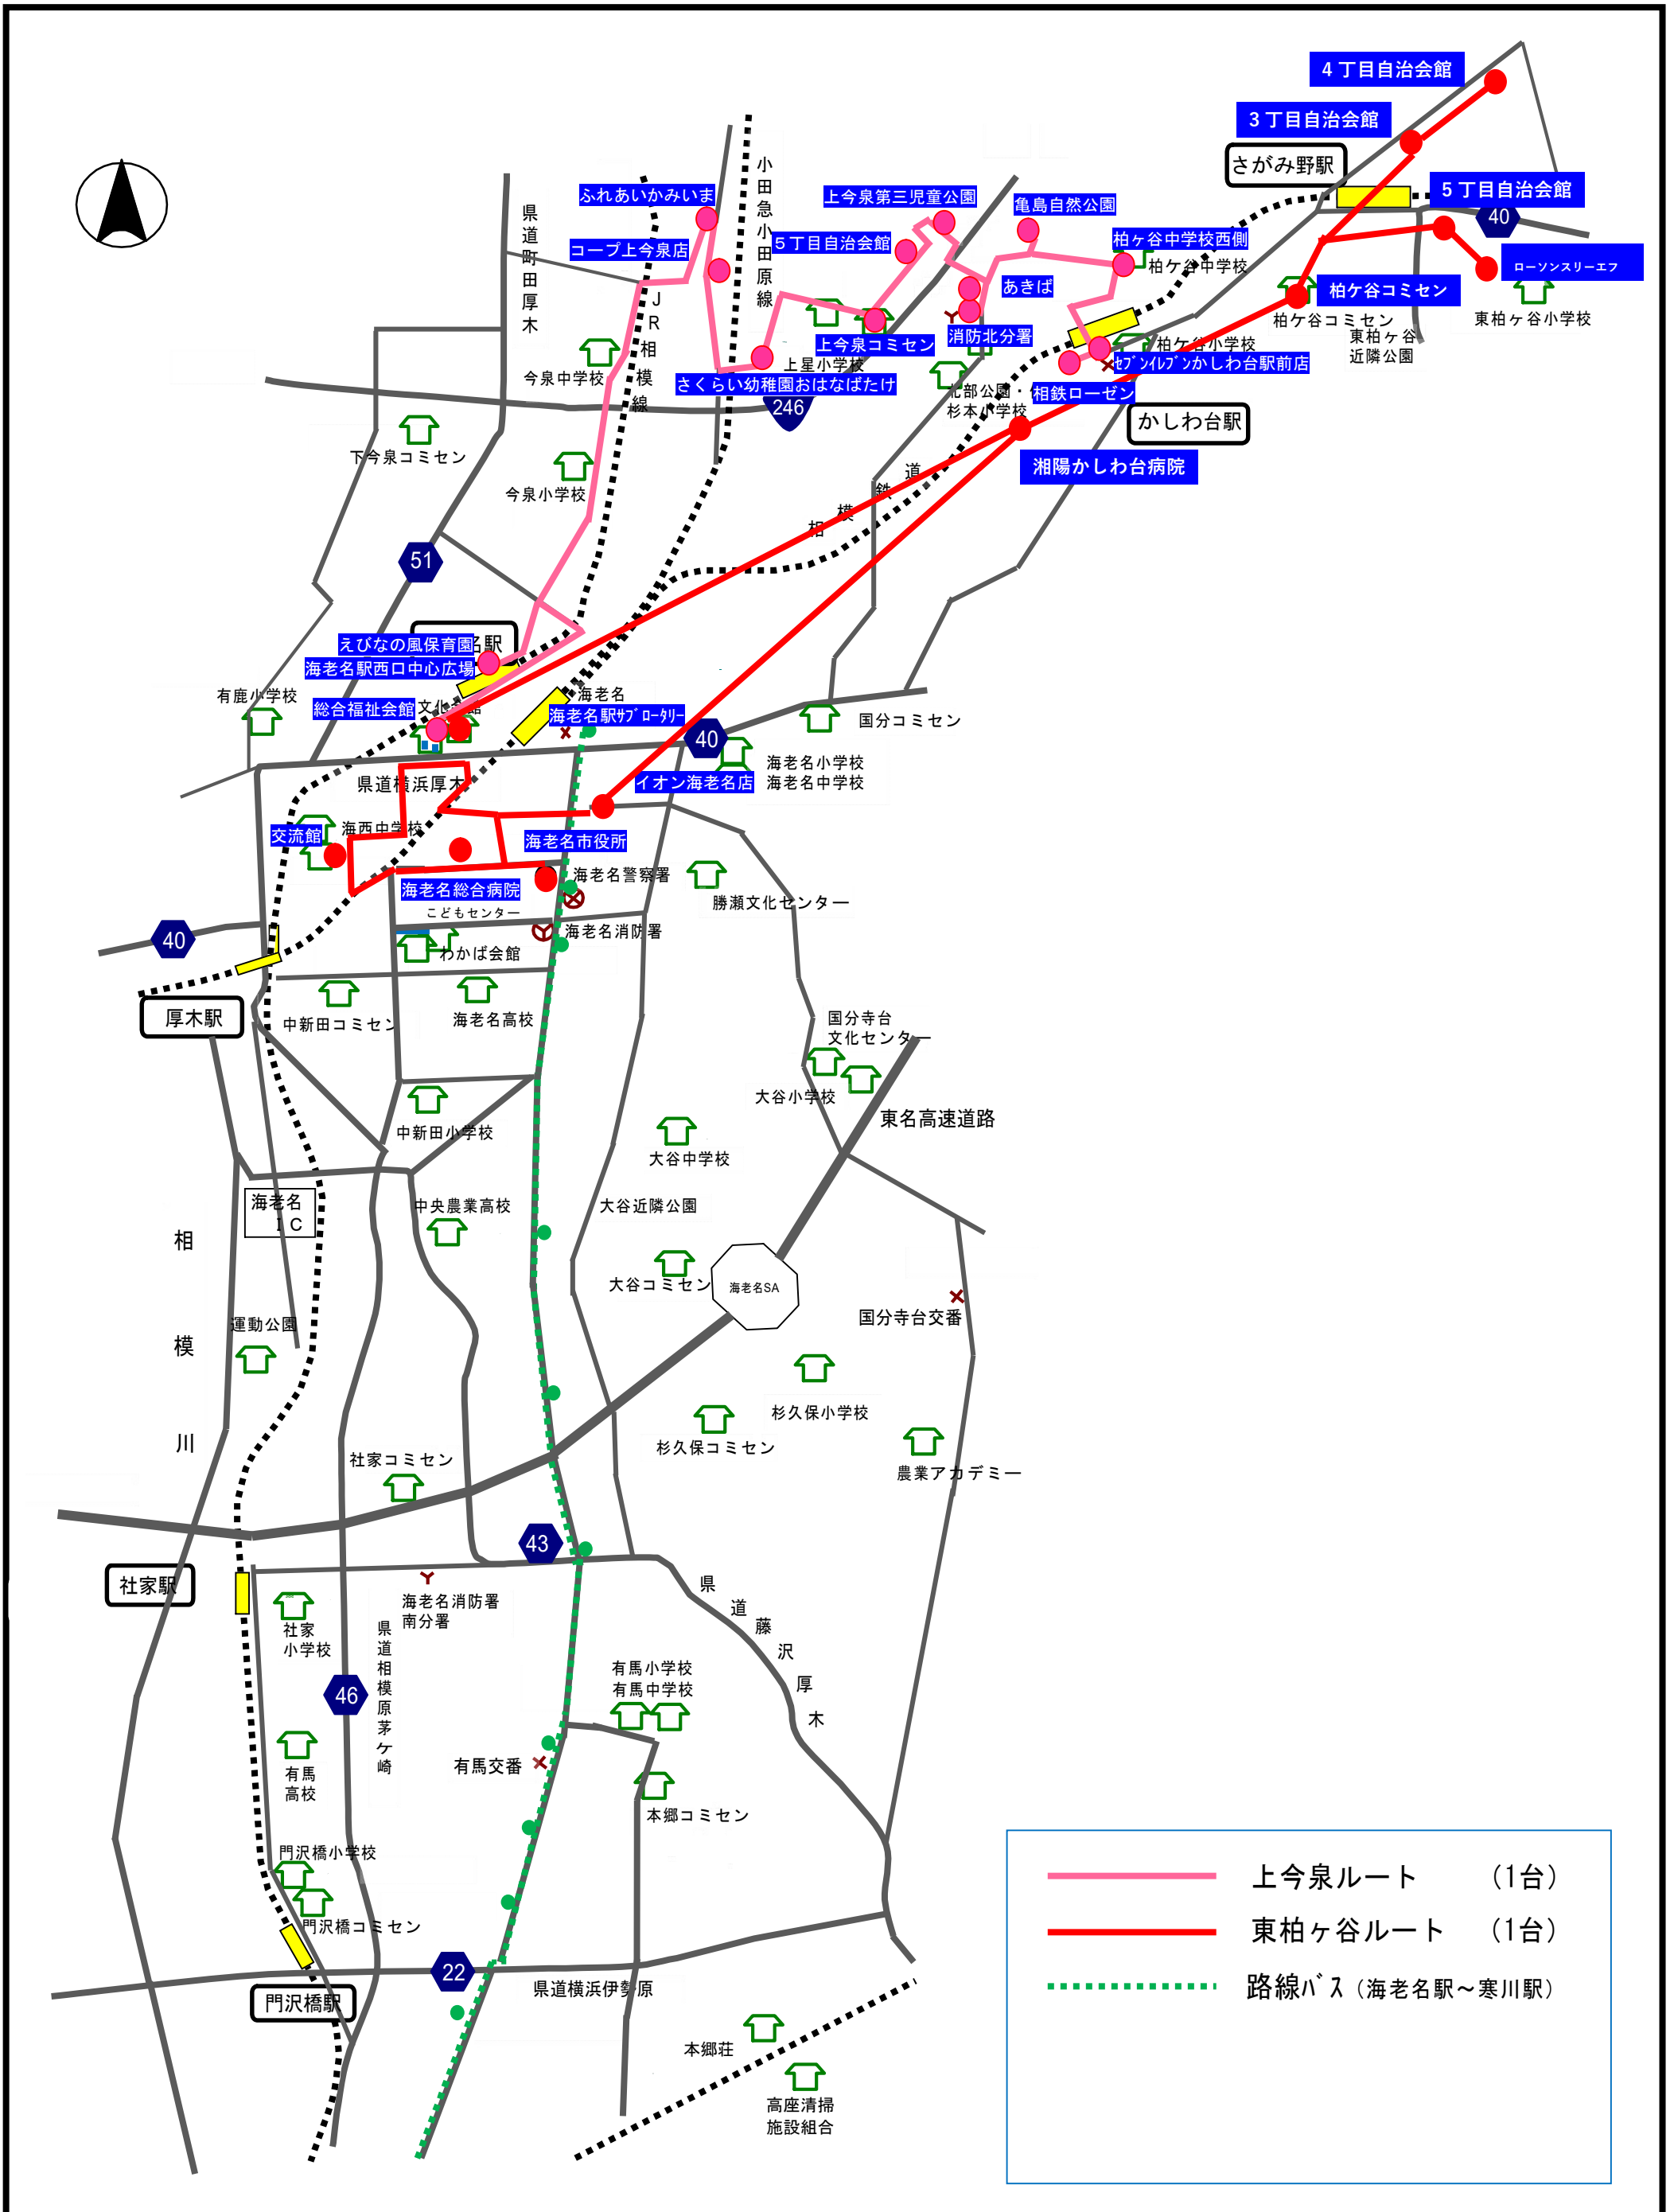 4丁目自治会館
3丁目自治会館
さがみ野駅
5丁目自治会館
40
小田急小田原線
ふれあいかみいま
上今泉第三児童公園
亀島自然公園
県道町田厚木
コープ上今泉店
5丁目自治会館
柏ヶ谷中学校西側
柏ケ谷中学校
ローソンスリーエフ
あきば
柏ケ谷コミセン
JR相模線
消防北分署
柏ケ谷コミセン
東柏ヶ谷小学校
東柏ケ谷
近隣公園
上今泉コミセン
柏ケ谷小学校
上星小学校
ｾﾌﾞﾝｲﾚﾌﾞﾝかしわ台駅前店
今泉中学校
さくらい幼稚園おはなばたけ
北部公園・
相鉄ローゼン
杉本小学校
246
かしわ台駅
下今泉コミセン
湘陽かしわ台病院
今泉小学校
相模鉄道
51
えびなの風保育園
名駅
海老名駅西口中心広場
有鹿小学校
総合福祉会館
文化
館
海老名
海老名駅ｻﾌﾞﾛｰﾀﾘｰ
国分コミセン
40
海老名小学校
海老名中学校
県道横浜厚木
イオン海老名店
海西中学校
交流館
海老名市役所
海老名警察署
海老名総合病院
こどもセンター
勝瀬文化センター
海老名消防署
40
わかば会館
厚木駅
中新田コミセン
海老名高校
国分寺台
文化センター
大谷小学校
東名高速道路
中新田小学校
大谷中学校
海老名
IC
中央農業高校
大谷近隣公園
相模川
大谷コミセン
海老名SA
国分寺台交番
運動公園
杉久保小学校
杉久保コミセン
社家コミセン
農業アカデミー
43
社家駅
海老名消防署
南分署
県道藤沢厚木
社家
小学校
県道相模原茅ケ崎
有馬小学校
有馬中学校
46
有馬交番
有馬
高校
本郷コミセン
門沢橋小学校
門沢橋コミセン
22
県道横浜伊勢原
門沢橋駅
本郷荘
高座清掃
施設組合
上今泉ルート （1台）
東柏ヶ谷ルート （1台）
路線ﾊﾞｽ（海老名駅～寒川駅）